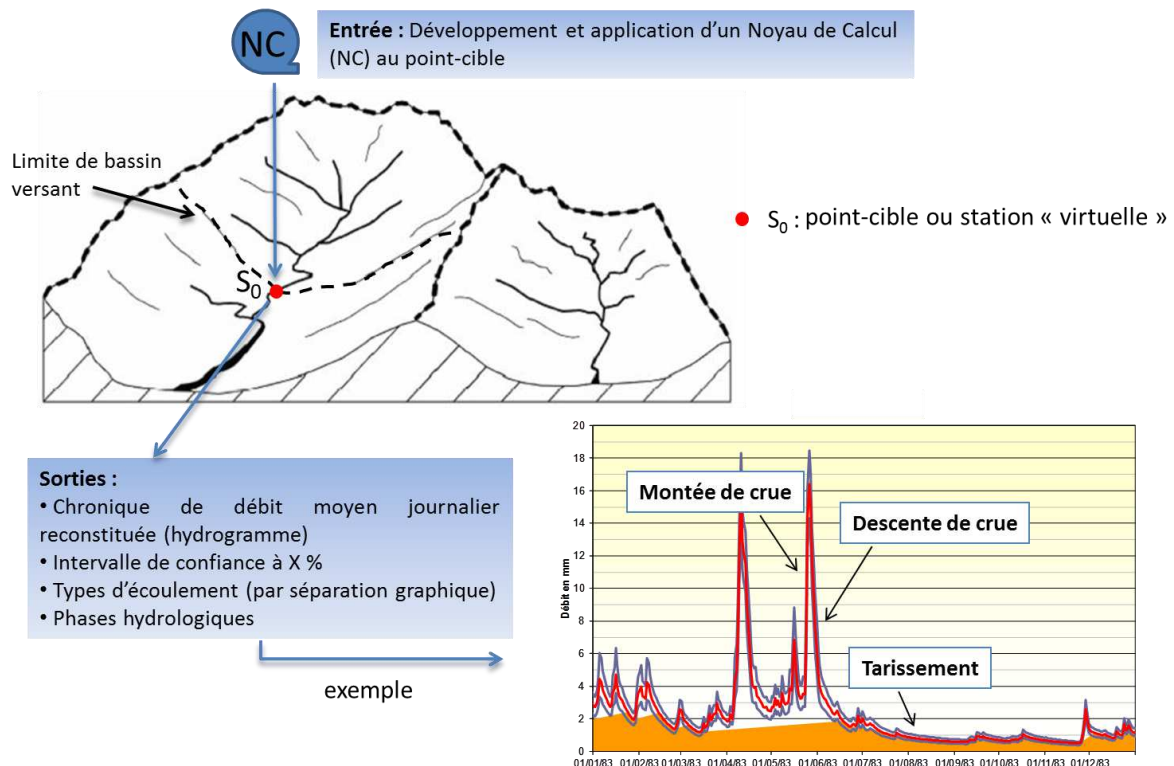 NC
Entrée : Développement et application d'un Noyau de Calcul
(NC) au point-cible
Limite de bassin
versant
S₀
S₀ : point-cible ou station « virtuelle »
Sorties :
• Chronique de débit moyen journalier
reconstituée (hydrogramme)
• Intervalle de confiance à X %
• Types d'écoulement (par séparation graphique)
• Phases hydrologiques
exemple
Débit en mm
20
18
16
14
12
10
8
6
4
2
0
Montée de crue
Descente de crue
Tarissement
01/01/83 01/02/83 01/03/83 01/04/83 01/05/83 01/06/83 01/07/83 01/08/83 01/09/83 01/10/83 01/11/83 01/12/83